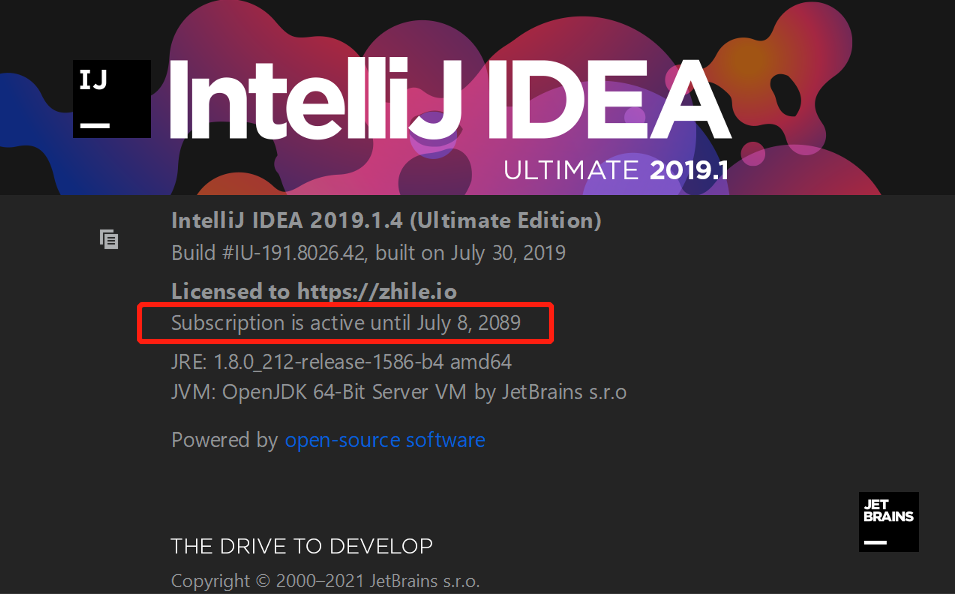 IJ
IntelliJ IDEA
ULTIMATE 2019.1
IntelliJ IDEA 2019.1.4 (Ultimate Edition)
Build #IU-191.8026.42, built on July 30, 2019
Licensed to https://zhile.io
Subscription is active until July 8, 2089
JRE: 1.8.0_212-release-1586-b4 amd64
JVM: OpenJDK 64-Bit Server VM by JetBrains s.r.o
Powered by open-source software
JET
BRAINS
THE DRIVE TO DEVELOP
Copyright © 2000–2021 JetBrains s.r.o.